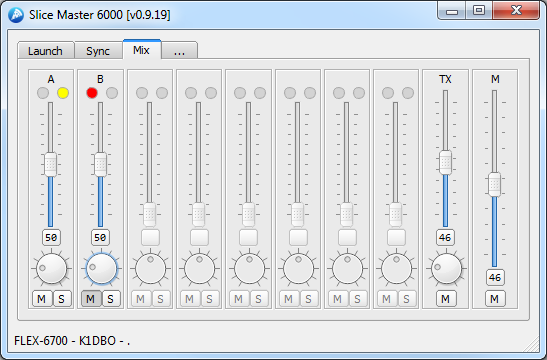 Slice Master 6000 [v0.9.19]
Launch Sync Mix ...
A B TX M
50 50 46
46
M S M S M S M S M S M S M S M S M M
FLEX-6700 - K1DBO - .